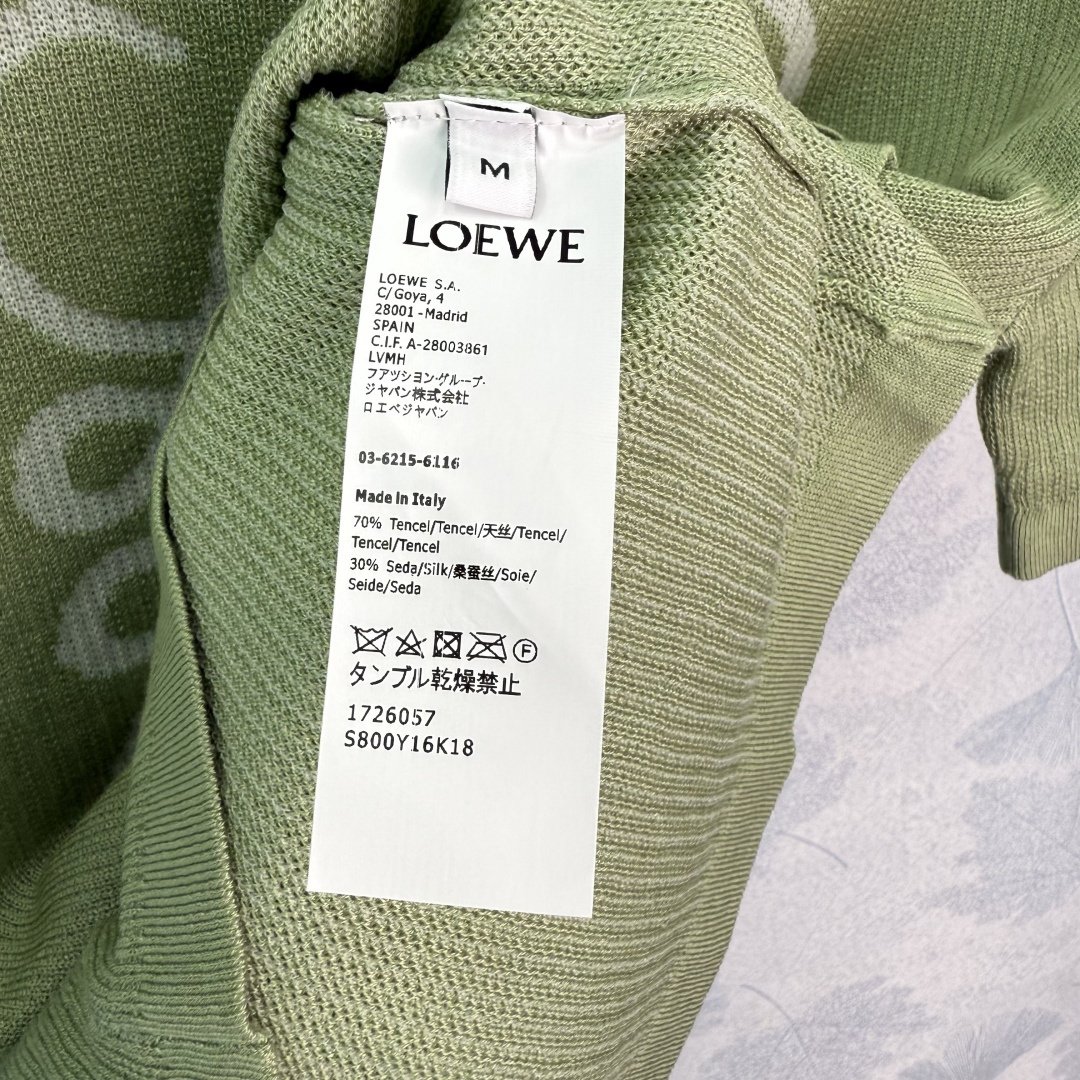 M
LOEWE
LOEWE S.A.
C/ Goya, 4
28001 - Madrid
SPAIN
C.I.F. A-28003861
LVMH
フアツシヨン・グループ・
ジャパン株式会社
ロエベジャパン
03-6215-6116
Made in Italy
70% Tencel/Tencel/天丝/Tencel/
Tencel/Tencel
30% Seda/Silk/桑蚕丝/Soie/
Seide/Seda
F
タンブル乾燥禁止
1726057
S800Y16K18